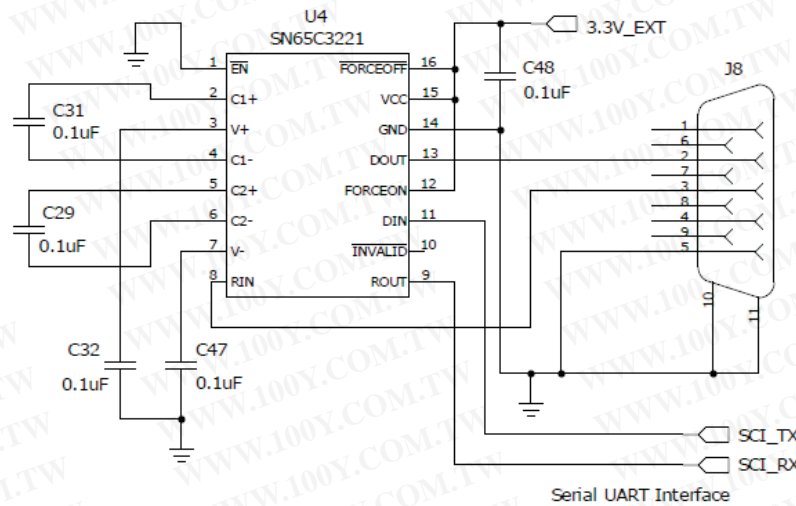 U4
SN65C3221
3.3V_EXT
1 EN FORCEOFF 16
2 C1+ VCC 15
3 V+ GND 14
4 C1- DOUT 13
5 C2+ FORCEON 12
6 C2- DIN 11
7 V- INVALID 10
8 RIN ROUT 9
C31
0.1uF
C29
0.1uF
C32
0.1uF
C47
0.1uF
C48
0.1uF
J8
1
6
2
7
3
8
4
9
5
10
11
SCI_TX
SCI_RX
Serial UART Interface
WWW.100Y.COM.TW